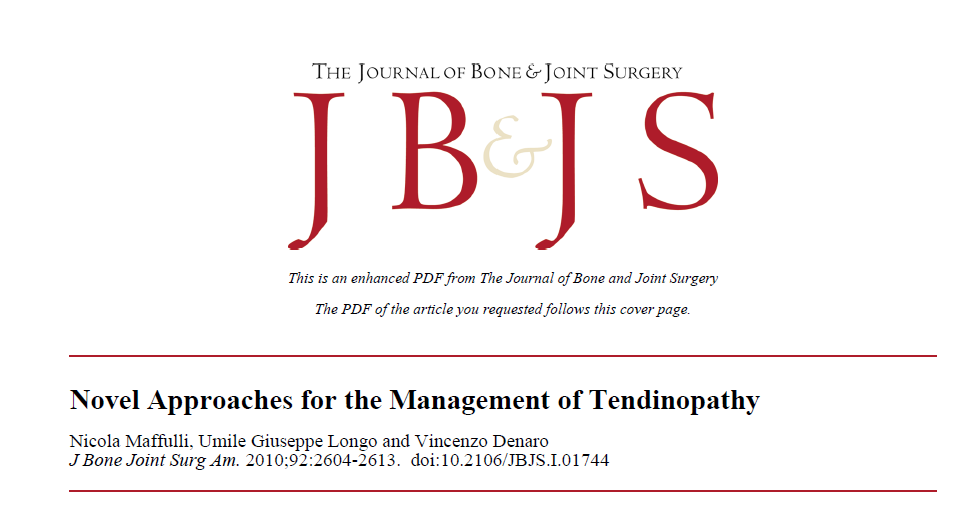 THE JOURNAL OF BONE & JOINT SURGERY
J B & J S
This is an enhanced PDF from The Journal of Bone and Joint Surgery
The PDF of the article you requested follows this cover page.
Novel Approaches for the Management of Tendinopathy
Nicola Maffulli, Umile Giuseppe Longo and Vincenzo Denaro
J Bone Joint Surg Am. 2010;92:2604-2613. doi:10.2106/JBJS.I.01744